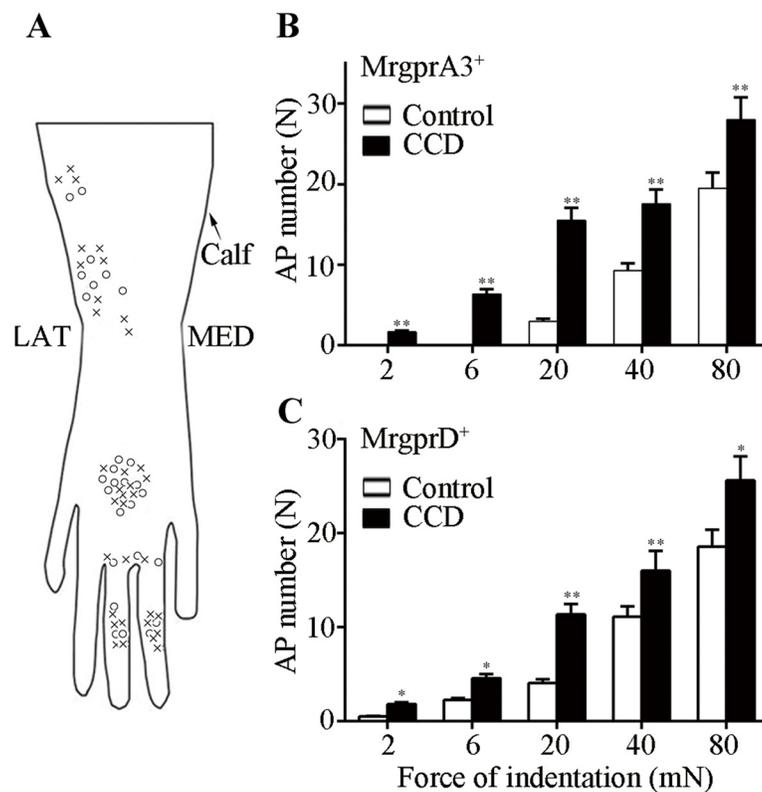 A
Calf
LAT
MED
B
MrgprA3+
Control
CCD
AP number (N)
30
20
10
0
** ** ** ** **
2 6 20 40 80
C
MrgprD+
Control
CCD
AP number (N)
30
20
10
0
* * ** ** *
2 6 20 40 80
Force of indentation (mN)